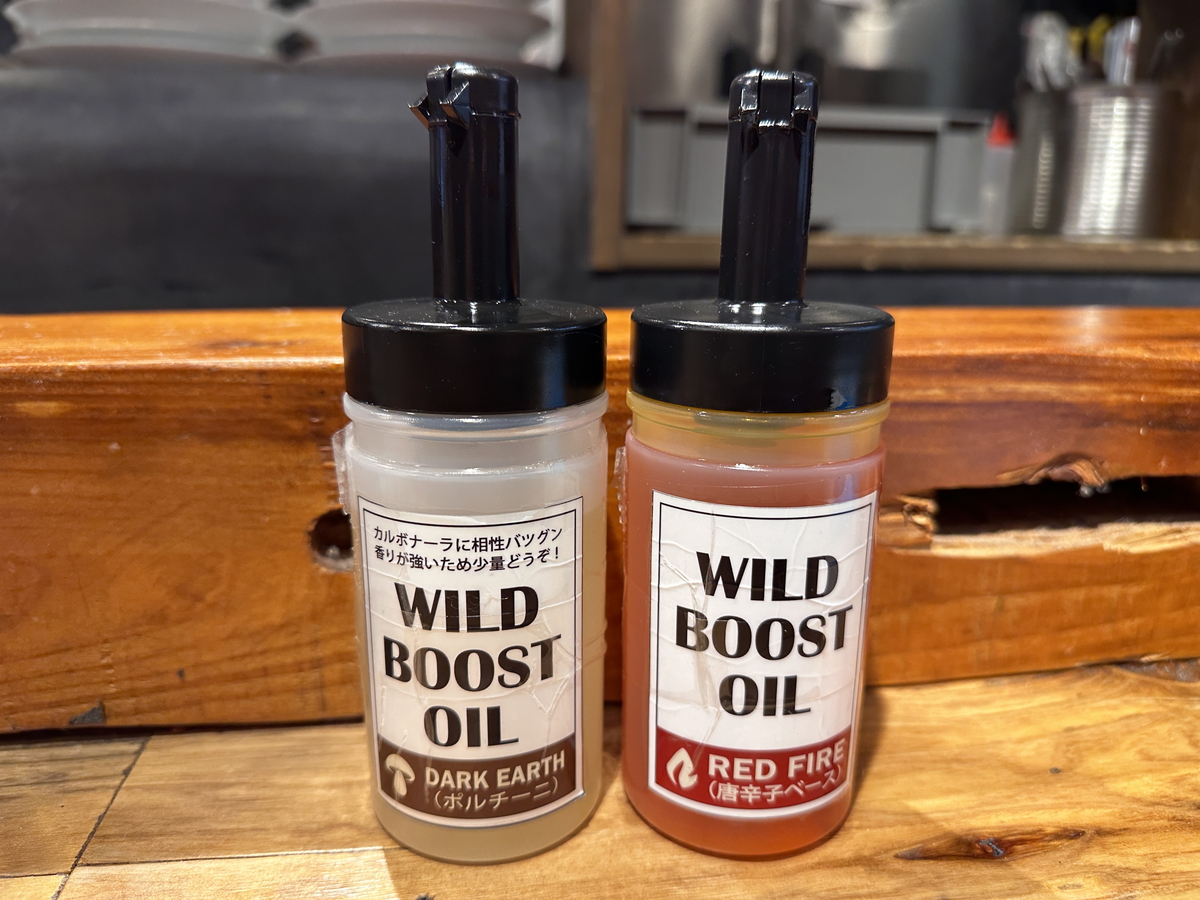 カルボナーラに相性バツグン
香りが強いため少量どうぞ！
WILD
BOOST
OIL
DARK EARTH
（ポルチーニ）
WILD
BOOST
OIL
RED FIRE
（唐辛子ベース）